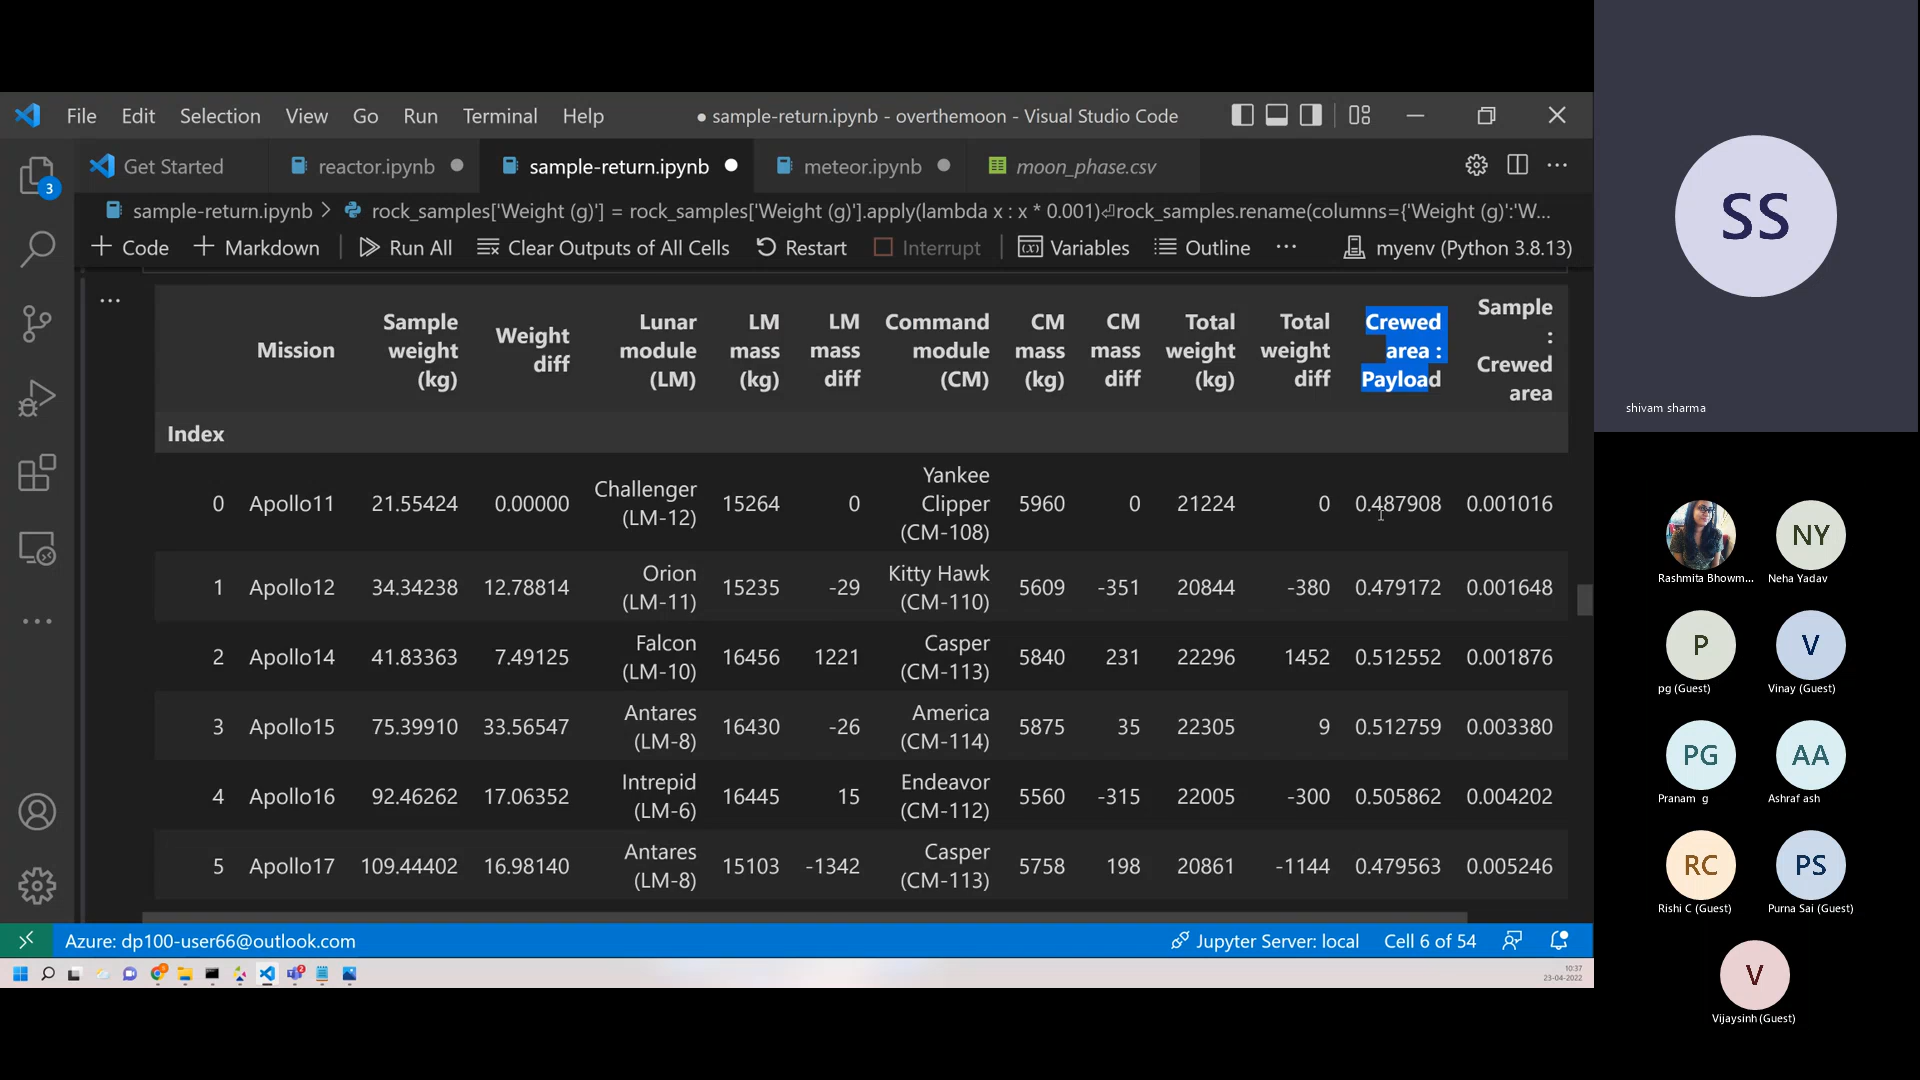 File Edit Selection View Go Run Terminal Help ● sample-return.ipynb - overthemoon - Visual Studio Code
Get Started reactor.ipynb sample-return.ipynb meteor.ipynb moon_phase.csv
3
sample-return.ipynb > rock_samples['Weight (g)'] = rock_samples['Weight (g)'].apply(lambda x : x * 0.001)⏎rock_samples.rename(columns={'Weight (g)':'W...
+ Code + Markdown Run All Clear Outputs of All Cells Restart Interrupt Variables Outline ... myenv (Python 3.8.13)
Mission Sample weight (kg) Weight diff Lunar module (LM) LM mass (kg) LM mass diff Command module (CM) CM mass (kg) CM mass diff Total weight (kg) Total weight diff Crewed area : Payload Sample : Crewed area
Index
0 Apollo11 21.55424 0.00000 Challenger (LM-12) 15264 0 Yankee Clipper (CM-108) 5960 0 21224 0 0.487908 0.001016
1 Apollo12 34.34238 12.78814 Orion (LM-11) 15235 -29 Kitty Hawk (CM-110) 5609 -351 20844 -380 0.479172 0.001648
2 Apollo14 41.83363 7.49125 Falcon (LM-10) 16456 1221 Casper (CM-113) 5840 231 22296 1452 0.512552 0.001876
3 Apollo15 75.39910 33.56547 Antares (LM-8) 16430 -26 America (CM-114) 5875 35 22305 9 0.512759 0.003380
4 Apollo16 92.46262 17.06352 Intrepid (LM-6) 16445 15 Endeavor (CM-112) 5560 -315 22005 -300 0.505862 0.004202
5 Apollo17 109.44402 16.98140 Antares (LM-8) 15103 -1342 Casper (CM-113) 5758 198 20861 -1144 0.479563 0.005246
Azure: dp100-user66@outlook.com Jupyter Server: local Cell 6 of 54
10:37
23-04-2022
SS
shivam sharma
NY
Rashmita Bhowm... Neha Yadav
P V
pg (Guest) Vinay (Guest)
PG AA
Pranam g Ashraf ash
RC PS
Rishi C (Guest) Purna Sai (Guest)
V
Vijaysinh (Guest)